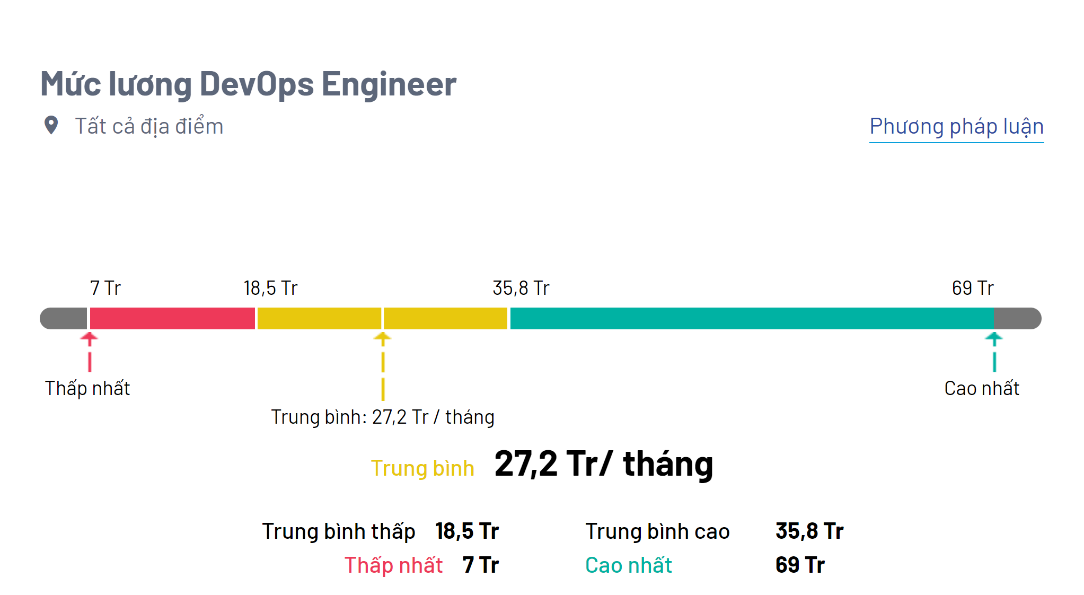 Mức lương DevOps Engineer
Tất cả địa điểm
Phương pháp luận
7 Tr 18,5 Tr 35,8 Tr 69 Tr
Thấp nhất Cao nhất
Trung bình: 27,2 Tr / tháng
Trung bình 27,2 Tr/ tháng
Trung bình thấp 18,5 Tr Trung bình cao 35,8 Tr
Thấp nhất 7 Tr Cao nhất 69 Tr